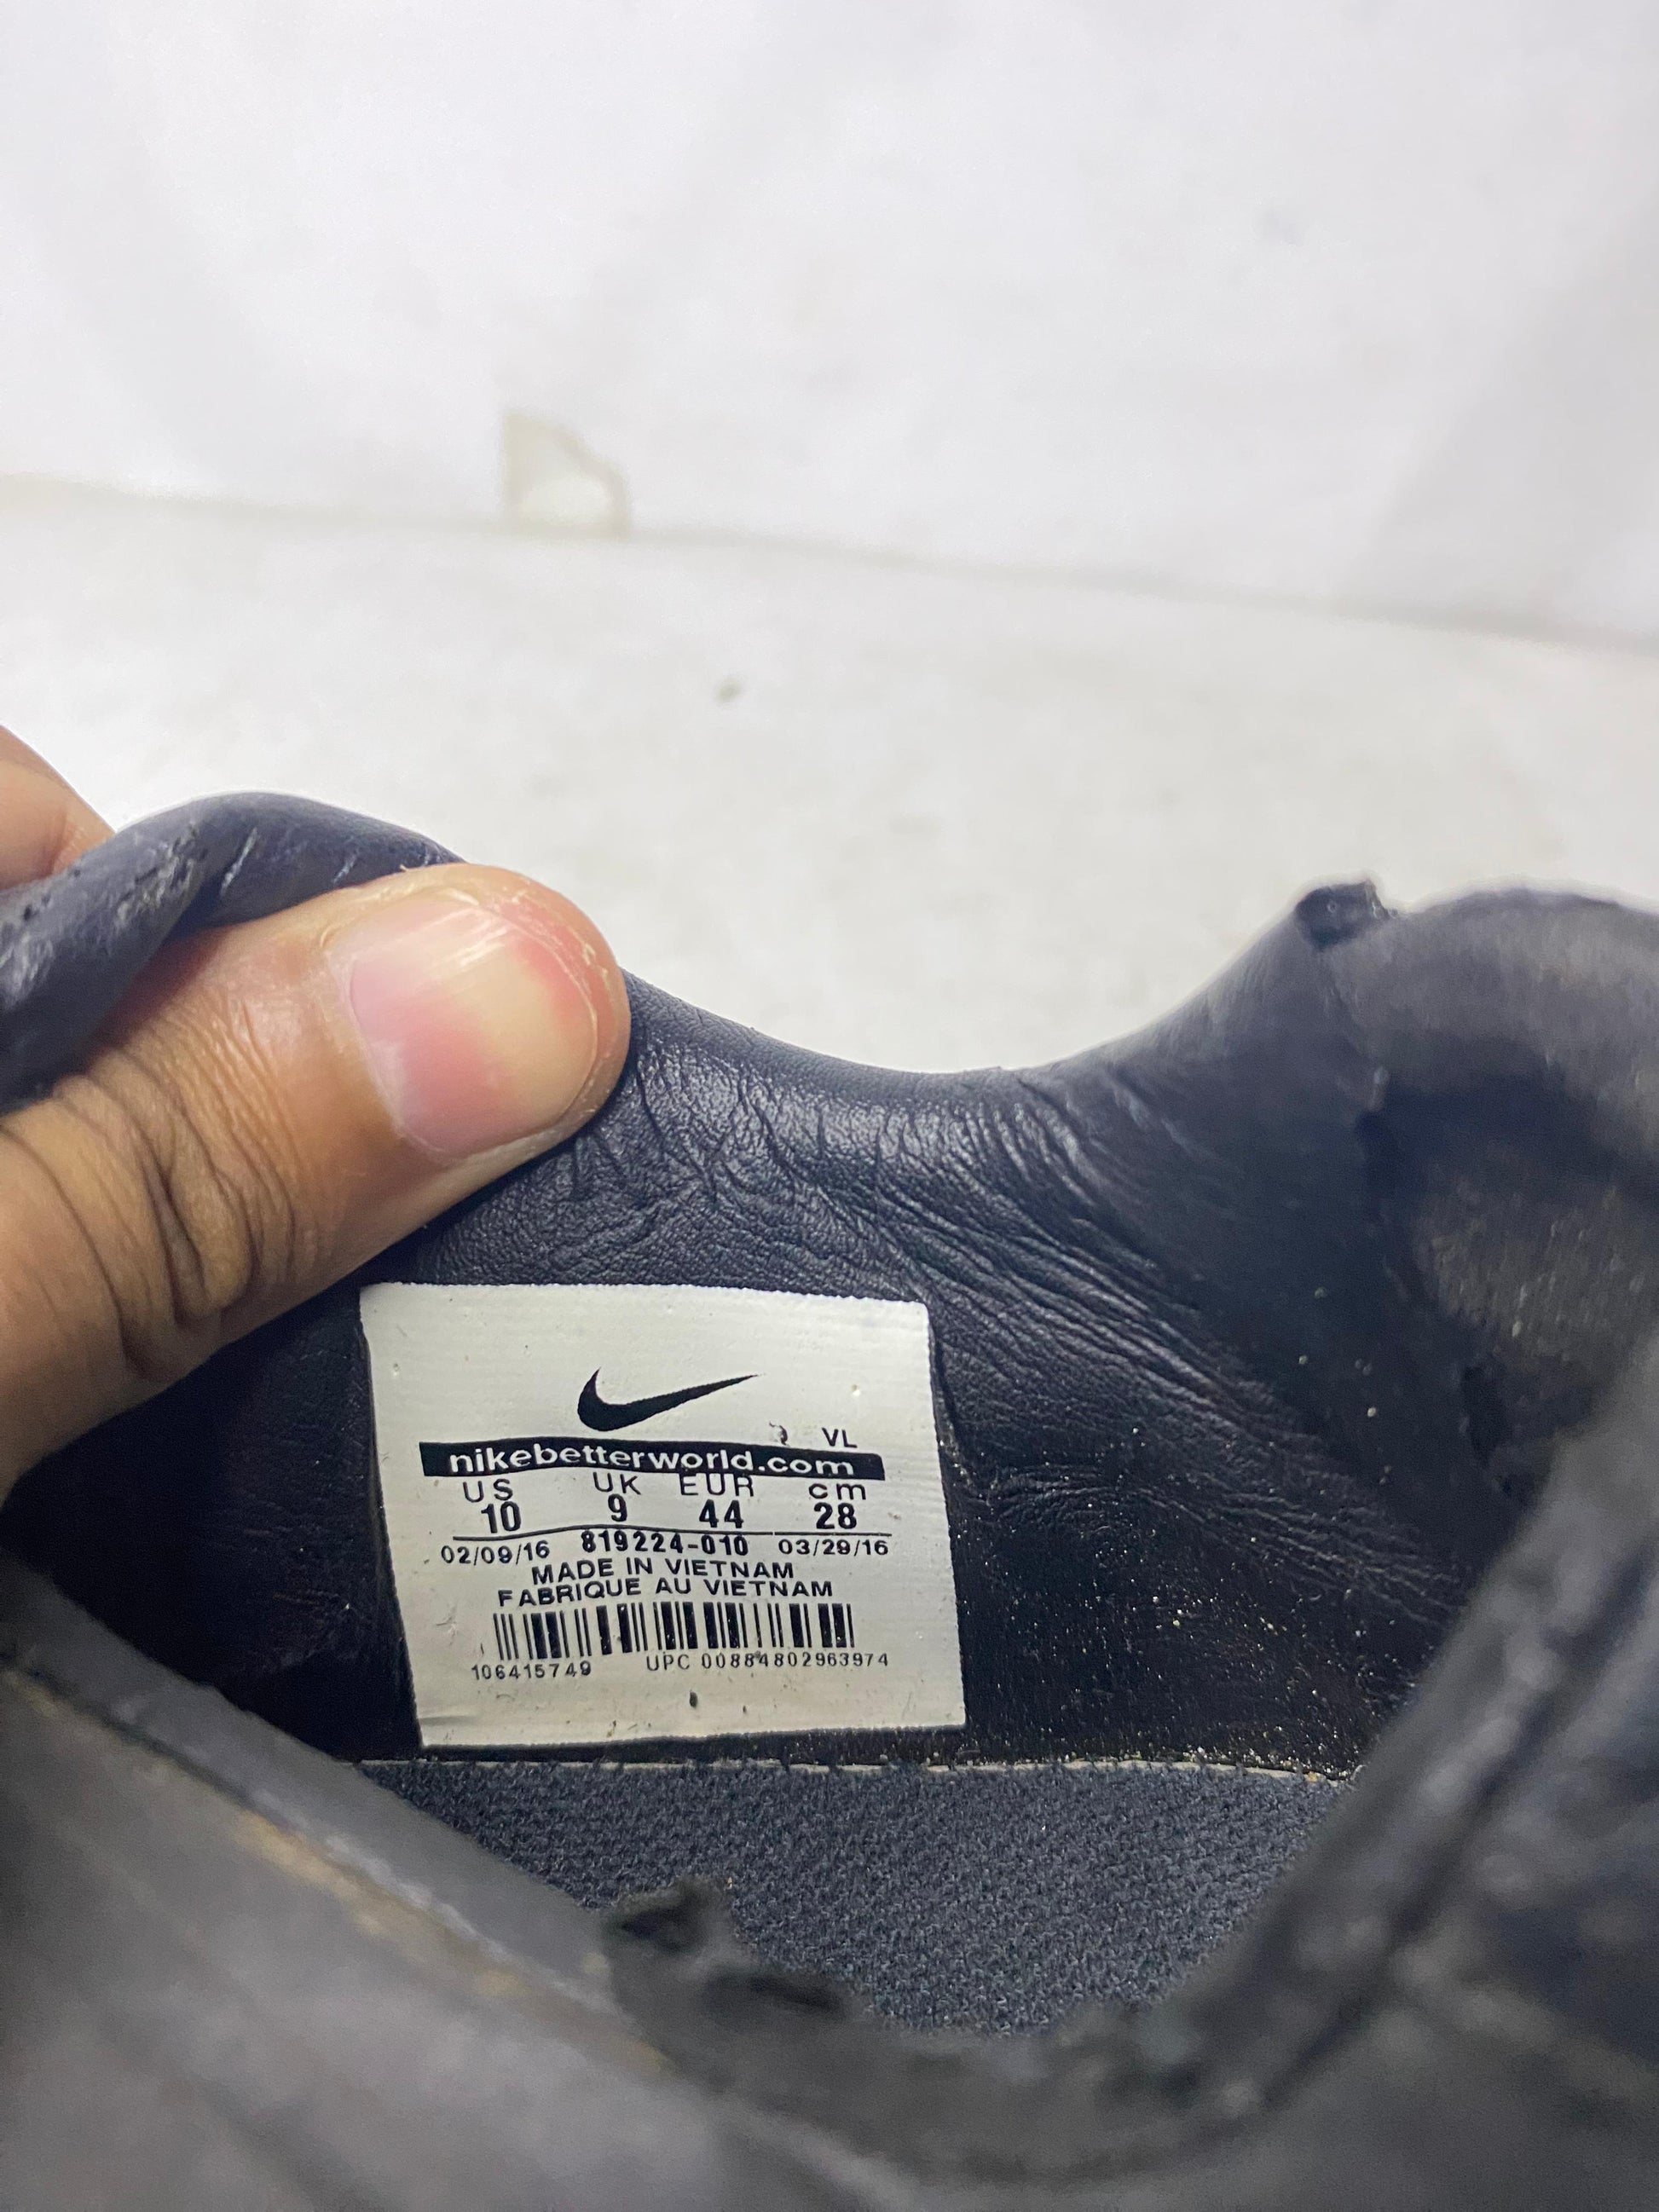 VL
nikebetterworld.com
US UK EUR cm
10 9 44 28
02/09/16 819224-010 03/29/16
MADE IN VIETNAM
FABRIQUE AU VIETNAM
106415749 UPC 00884802963974